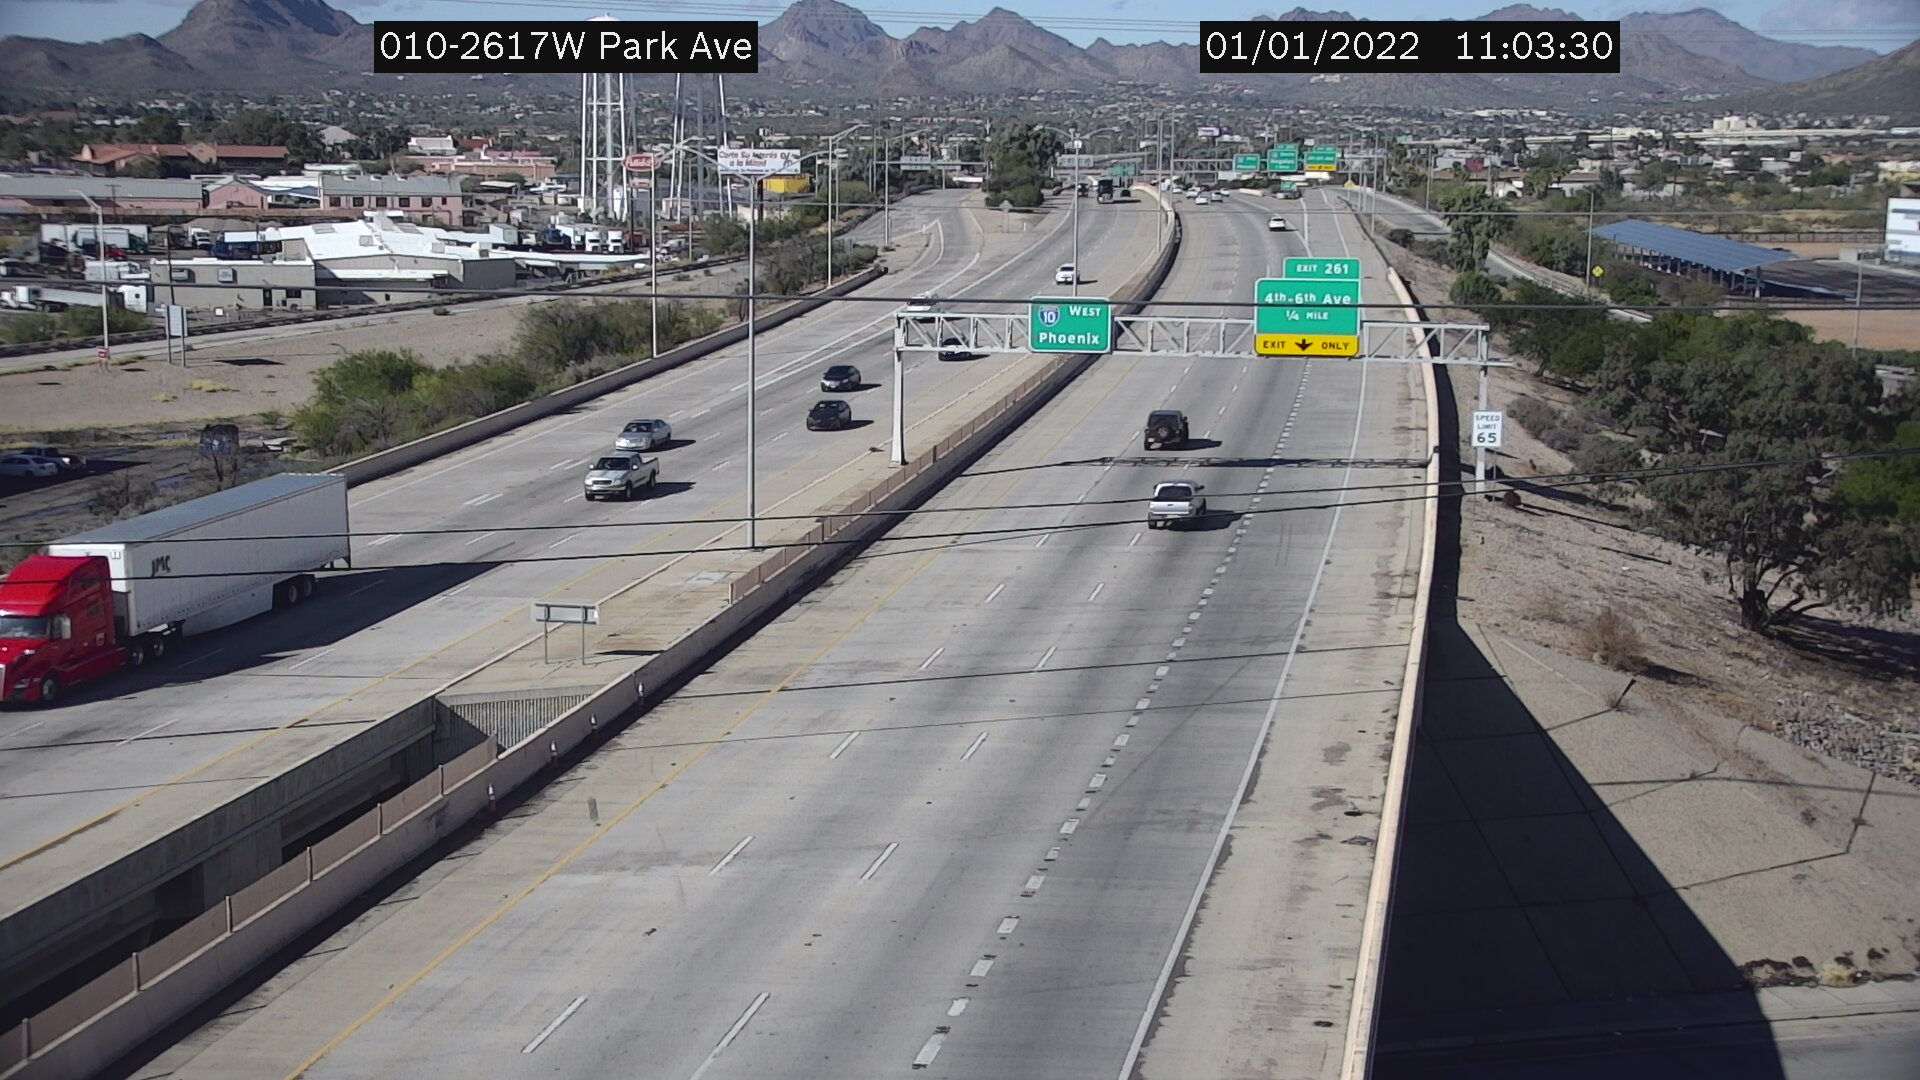 010-2617W Park Ave
01/01/2022 11:03:30
EXIT 261
4th-6th Ave
1/4 MILE
EXIT ONLY
10 WEST
Phoenix
SPEED
LIMIT
65
JMC